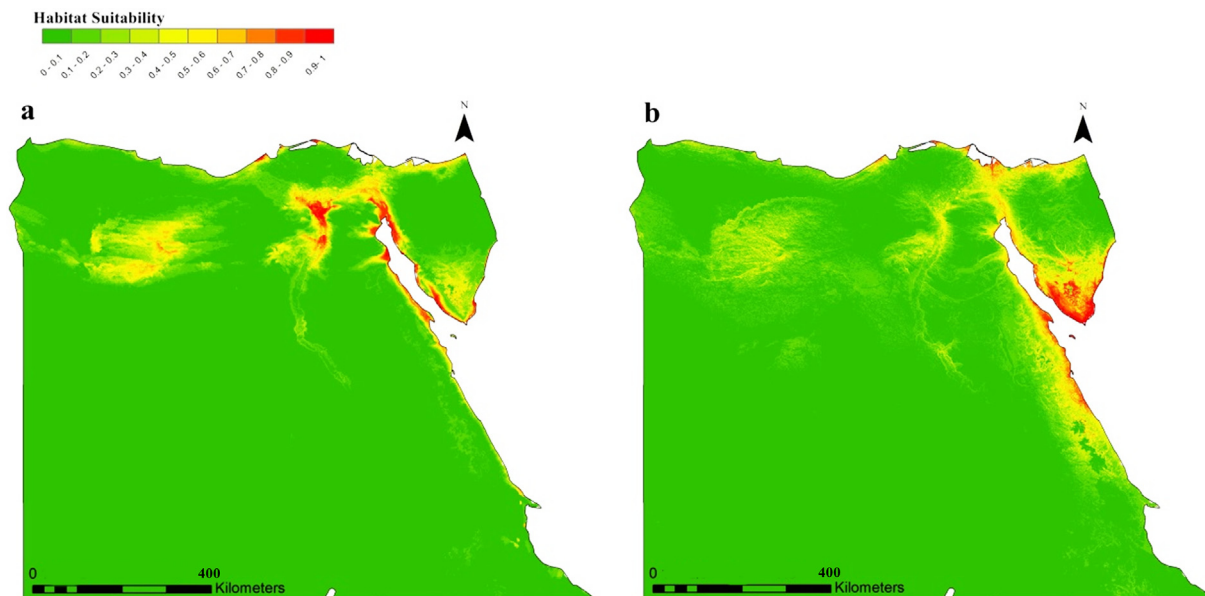 Habitat Suitability
0 - 0.1 0.1 - 0.2 0.2 - 0.3 0.3 - 0.4 0.4 - 0.5 0.5 - 0.6 0.6 - 0.7 0.7 - 0.8 0.8 - 0.9 0.9- 1
a b
N N
0 400 Kilometers
0 400 Kilometers